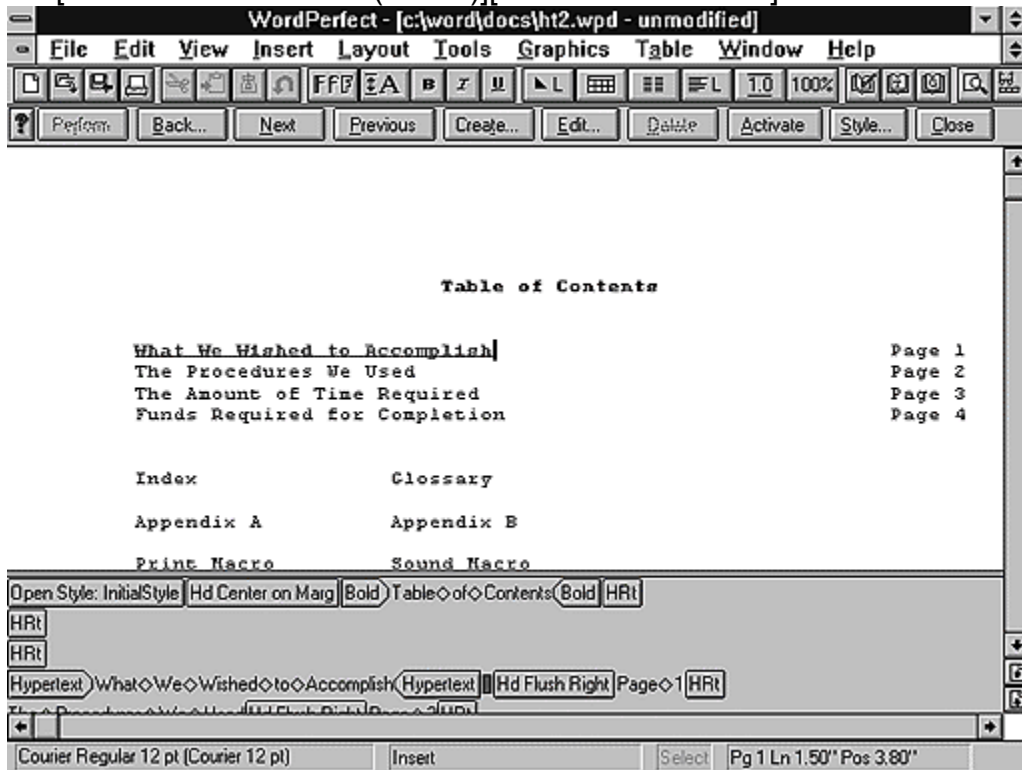 WordPerfect - [c:\word\docs\ht2.wpd - unmodified]
File Edit View Insert Layout Tools Graphics Table Window Help
B I U L L 1.0 100%
? Perform Back... Next Previous Create... Edit... Delete Activate Style... Close
Table of Contents
What We Wished to Accomplish Page 1
The Procedures We Used Page 2
The Amount of Time Required Page 3
Funds Required for Completion Page 4
Index Glossary
Appendix A Appendix B
Print Macro Sound Macro
Open Style: InitialStyle Hd Center on Marg Bold Table◇of◇Contents Bold HRt
HRt
HRt
Hypertext What◇We◇Wished◇to◇Accomplish Hypertext Hd Flush Right Page◇1 HRt
Courier Regular 12 pt (Courier 12 pt) Insert Select Pg 1 Ln 1.50" Pos 3.80"